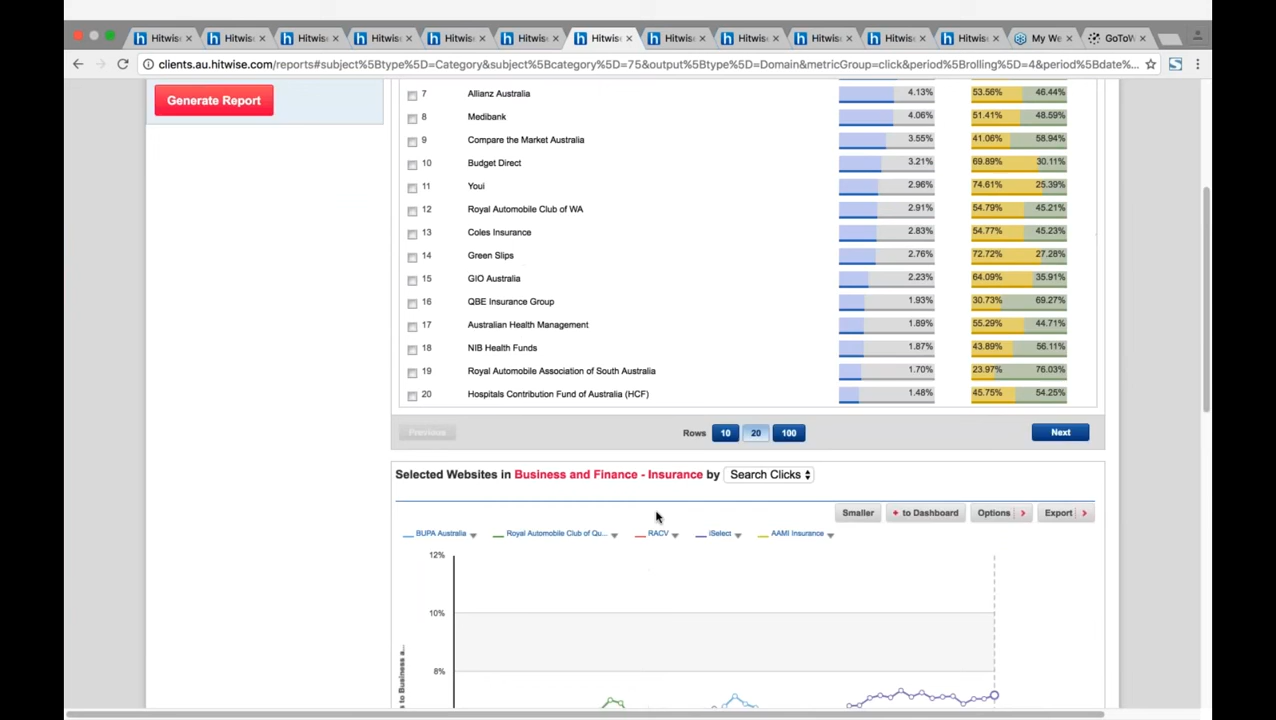 Hitwise Hitwise Hitwise Hitwise Hitwise Hitwise Hitwise Hitwise Hitwise Hitwise Hitwise Hitwise My We GoToW
clients.au.hitwise.com/reports#subject%5Btype%5D=Category&subject%5Bcategory%5D=75&output%5Btype%5D=Domain&metricGroup=click&period%5Brolling%5D=4&period%5Bdate%...
Generate Report
7 Allianz Australia 4.13% 53.56% 46.44%
8 Medibank 4.06% 51.41% 48.59%
9 Compare the Market Australia 3.55% 41.06% 58.94%
10 Budget Direct 3.21% 69.89% 30.11%
11 Youi 2.96% 74.61% 25.39%
12 Royal Automobile Club of WA 2.91% 54.79% 45.21%
13 Coles Insurance 2.83% 54.77% 45.23%
14 Green Slips 2.76% 72.72% 27.28%
15 GIO Australia 2.23% 64.09% 35.91%
16 QBE Insurance Group 1.93% 30.73% 69.27%
17 Australian Health Management 1.89% 55.29% 44.71%
18 NIB Health Funds 1.87% 43.89% 56.11%
19 Royal Automobile Association of South Australia 1.70% 23.97% 76.03%
20 Hospitals Contribution Fund of Australia (HCF) 1.48% 45.75% 54.25%
Previous Rows 10 20 100 Next
Selected Websites in Business and Finance - Insurance by Search Clicks
Smaller + to Dashboard Options Export
BUPA Australia Royal Automobile Club of Qu... RACV iSelect AAMI Insurance
12%
10%
8%
s to Business a...